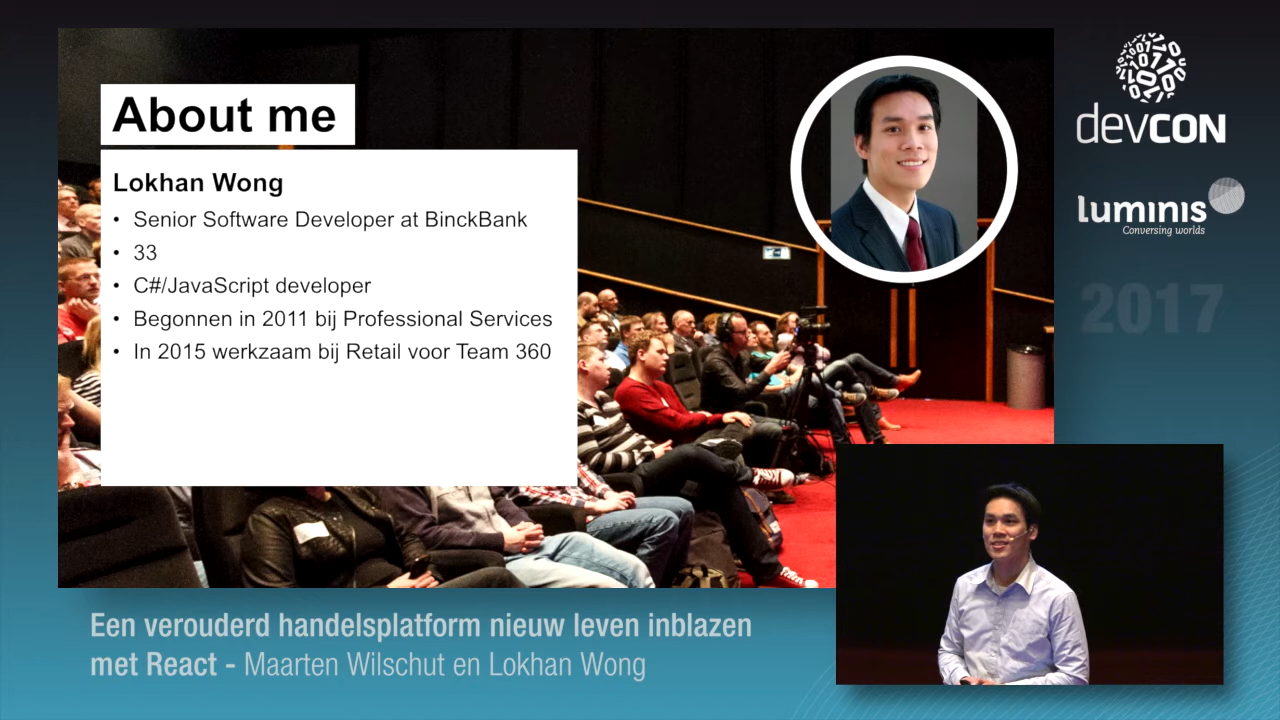 About me
Lokhan Wong
• Senior Software Developer at BinckBank
• 33
• C#/JavaScript developer
• Begonnen in 2011 bij Professional Services
• In 2015 werkzaam bij Retail voor Team 360
devCON
luminis
Conversing worlds
2017
Een verouderd handelsplatform nieuw leven inblazen
met React - Maarten Wilschut en Lokhan Wong